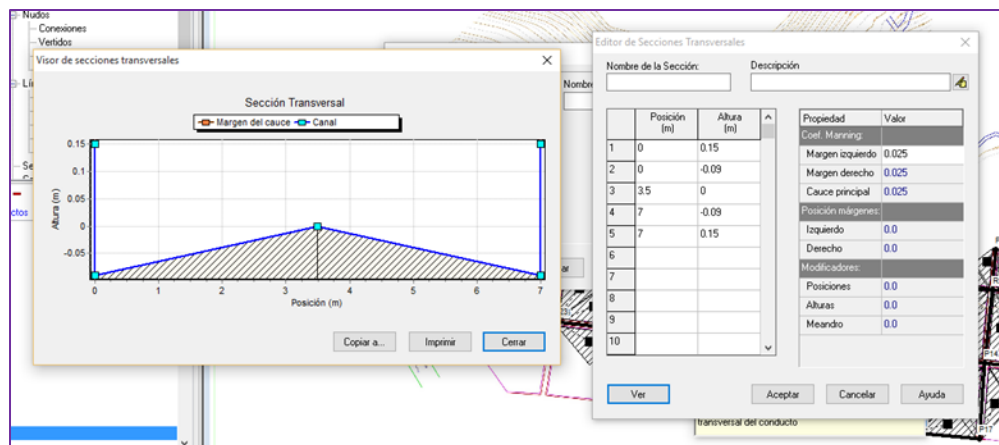 Nudos
Conexiones
Vertidos
Visor de secciones transversales
Sección Transversal
Margen del cauce Canal
Altura (m)
0.15
0.1
0.05
0
-0.05
0 1 2 3 4 5 6 7
Posición (m)
Copiar a... Imprimir Cerrar
Editor de Secciones Transversales
Nombre de la Sección: Descripción
Posición (m) Altura (m)
1 0 0.15
2 0 -0.09
3 3.5 0
4 7 -0.09
5 7 0.15
6
7
8
9
10
Propiedad Valor
Coef. Manning:
Margen izquierdo 0.025
Margen derecho 0.025
Cauce principal 0.025
Posición márgenes:
Izquierdo 0.0
Derecho 0.0
Modificadores:
Posiciones 0.0
Alturas 0.0
Meandro 0.0
Ver Aceptar Cancelar Ayuda
transversal del conducto
P17